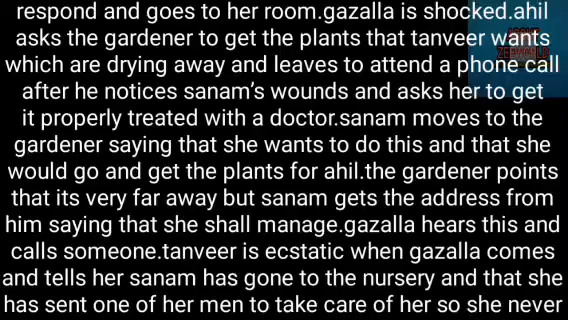 respond and goes to her room.gazalla is shocked.ahil
asks the gardener to get the plants that tanveer wants
which are drying away and leaves to attend a phone call
after he notices sanam's wounds and asks her to get
it properly treated with a doctor.sanam moves to the
gardener saying that she wants to do this and that she
would go and get the plants for ahil.the gardener points
that its very far away but sanam gets the address from
him saying that she shall manage.gazalla hears this and
calls someone.tanveer is ecstatic when gazalla comes
and tells her sanam has gone to the nursery and that she
has sent one of her men to take care of her so she never